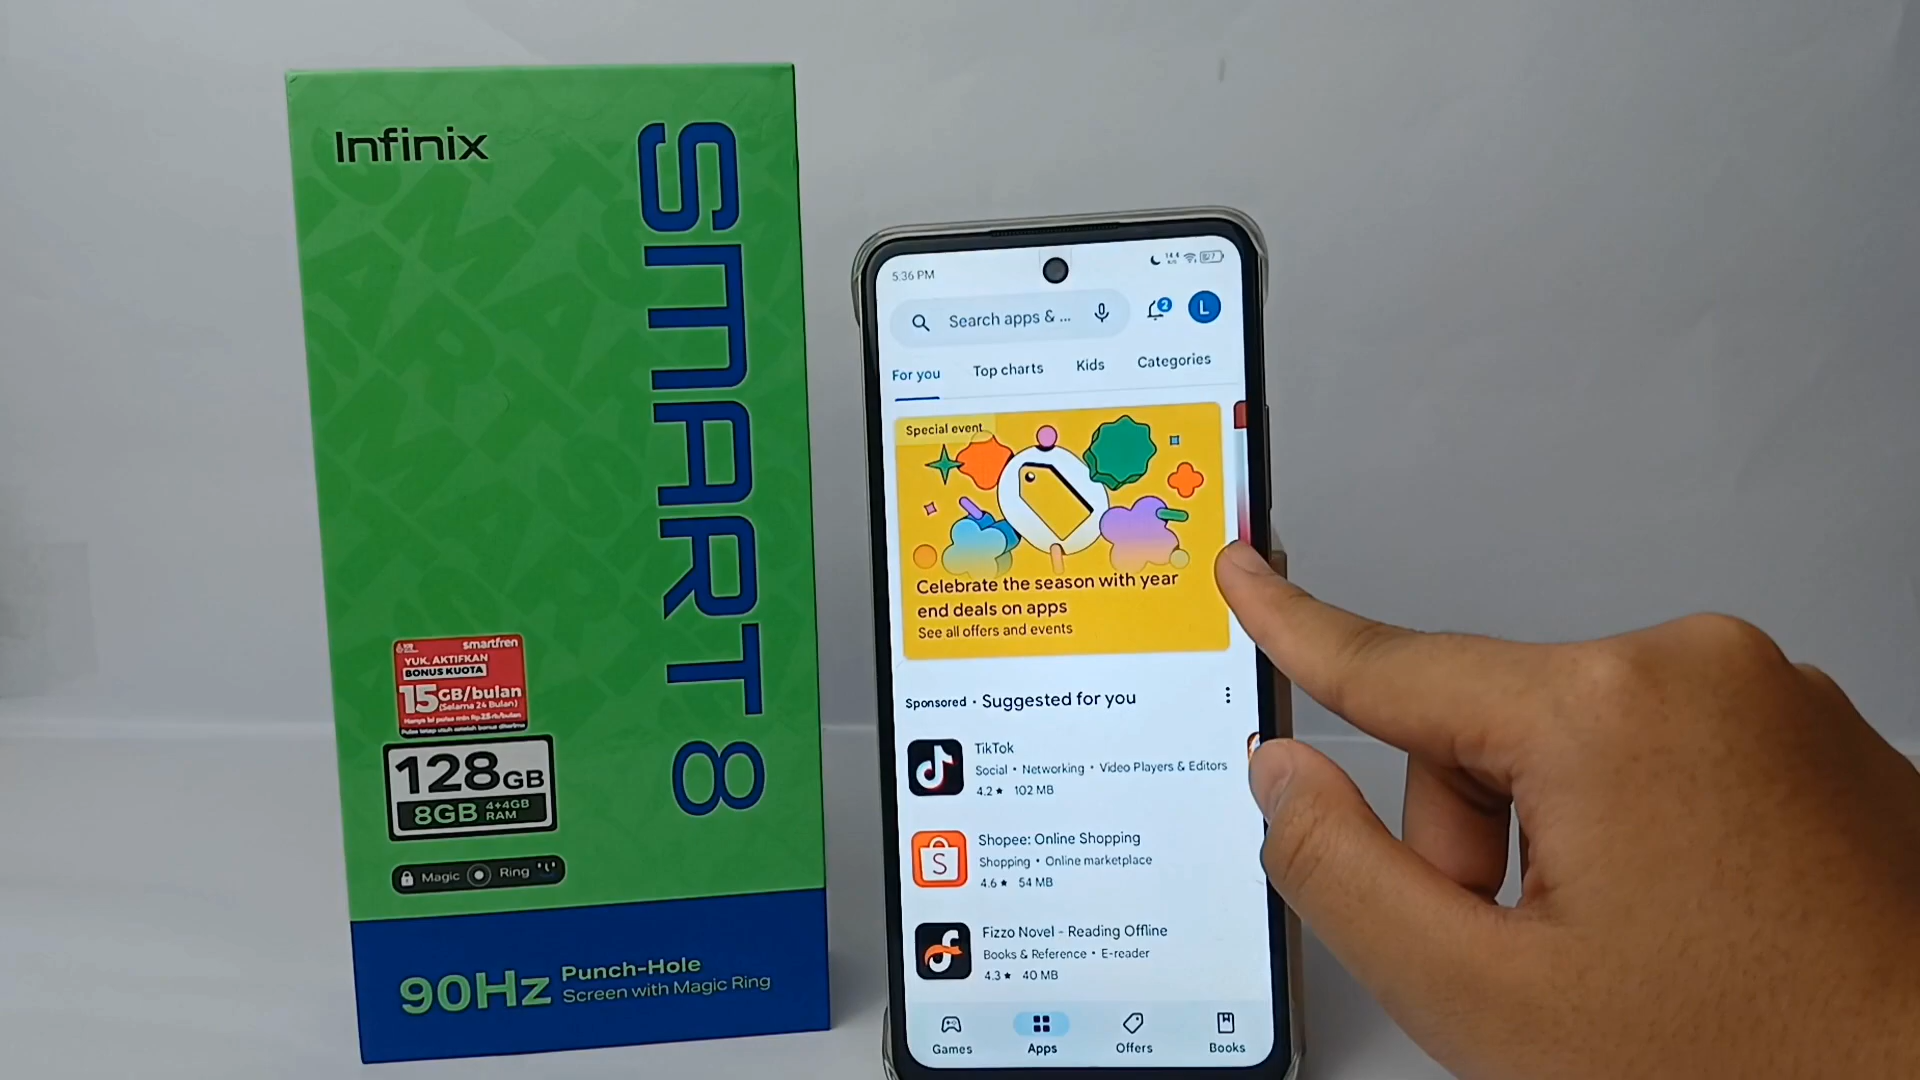 Infinix
SMART 8
smartfren
YUK, AKTIFKAN
BONUS KUOTA
15GB/bulan
(Selama 24 Bulan)
128GB
8GB 4+4GB RAM
Magic Ring
90Hz Punch-Hole
Screen with Magic Ring
5:36 PM
Search apps & ...
2
L
For you Top charts Kids Categories
Special event
Celebrate the season with year
end deals on apps
See all offers and events
Sponsored • Suggested for you
TikTok
Social • Networking • Video Players & Editors
4.2★ 102 MB
Shopee: Online Shopping
Shopping • Online marketplace
4.6★ 54 MB
Fizzo Novel - Reading Offline
Books & Reference • E-reader
4.3★ 40 MB
Games Apps Offers Books